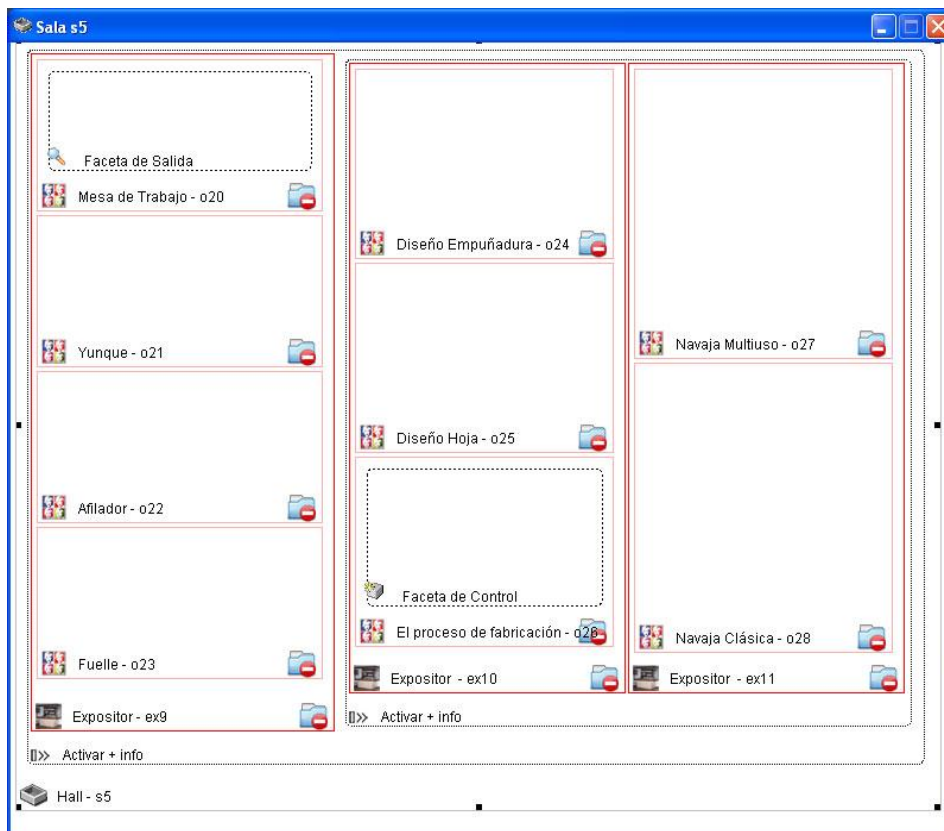 Sala s5
Faceta de Salida
Mesa de Trabajo - o20
Yunque - o21
Afilador - o22
Fuelle - o23
Expositor - ex9
Diseño Empuñadura - o24
Diseño Hoja - o25
Faceta de Control
El proceso de fabricación - o26
Expositor - ex10
Navaja Multiuso - o27
Navaja Clásica - o28
Expositor - ex11
Activar + info
Activar + info
Hall - s5